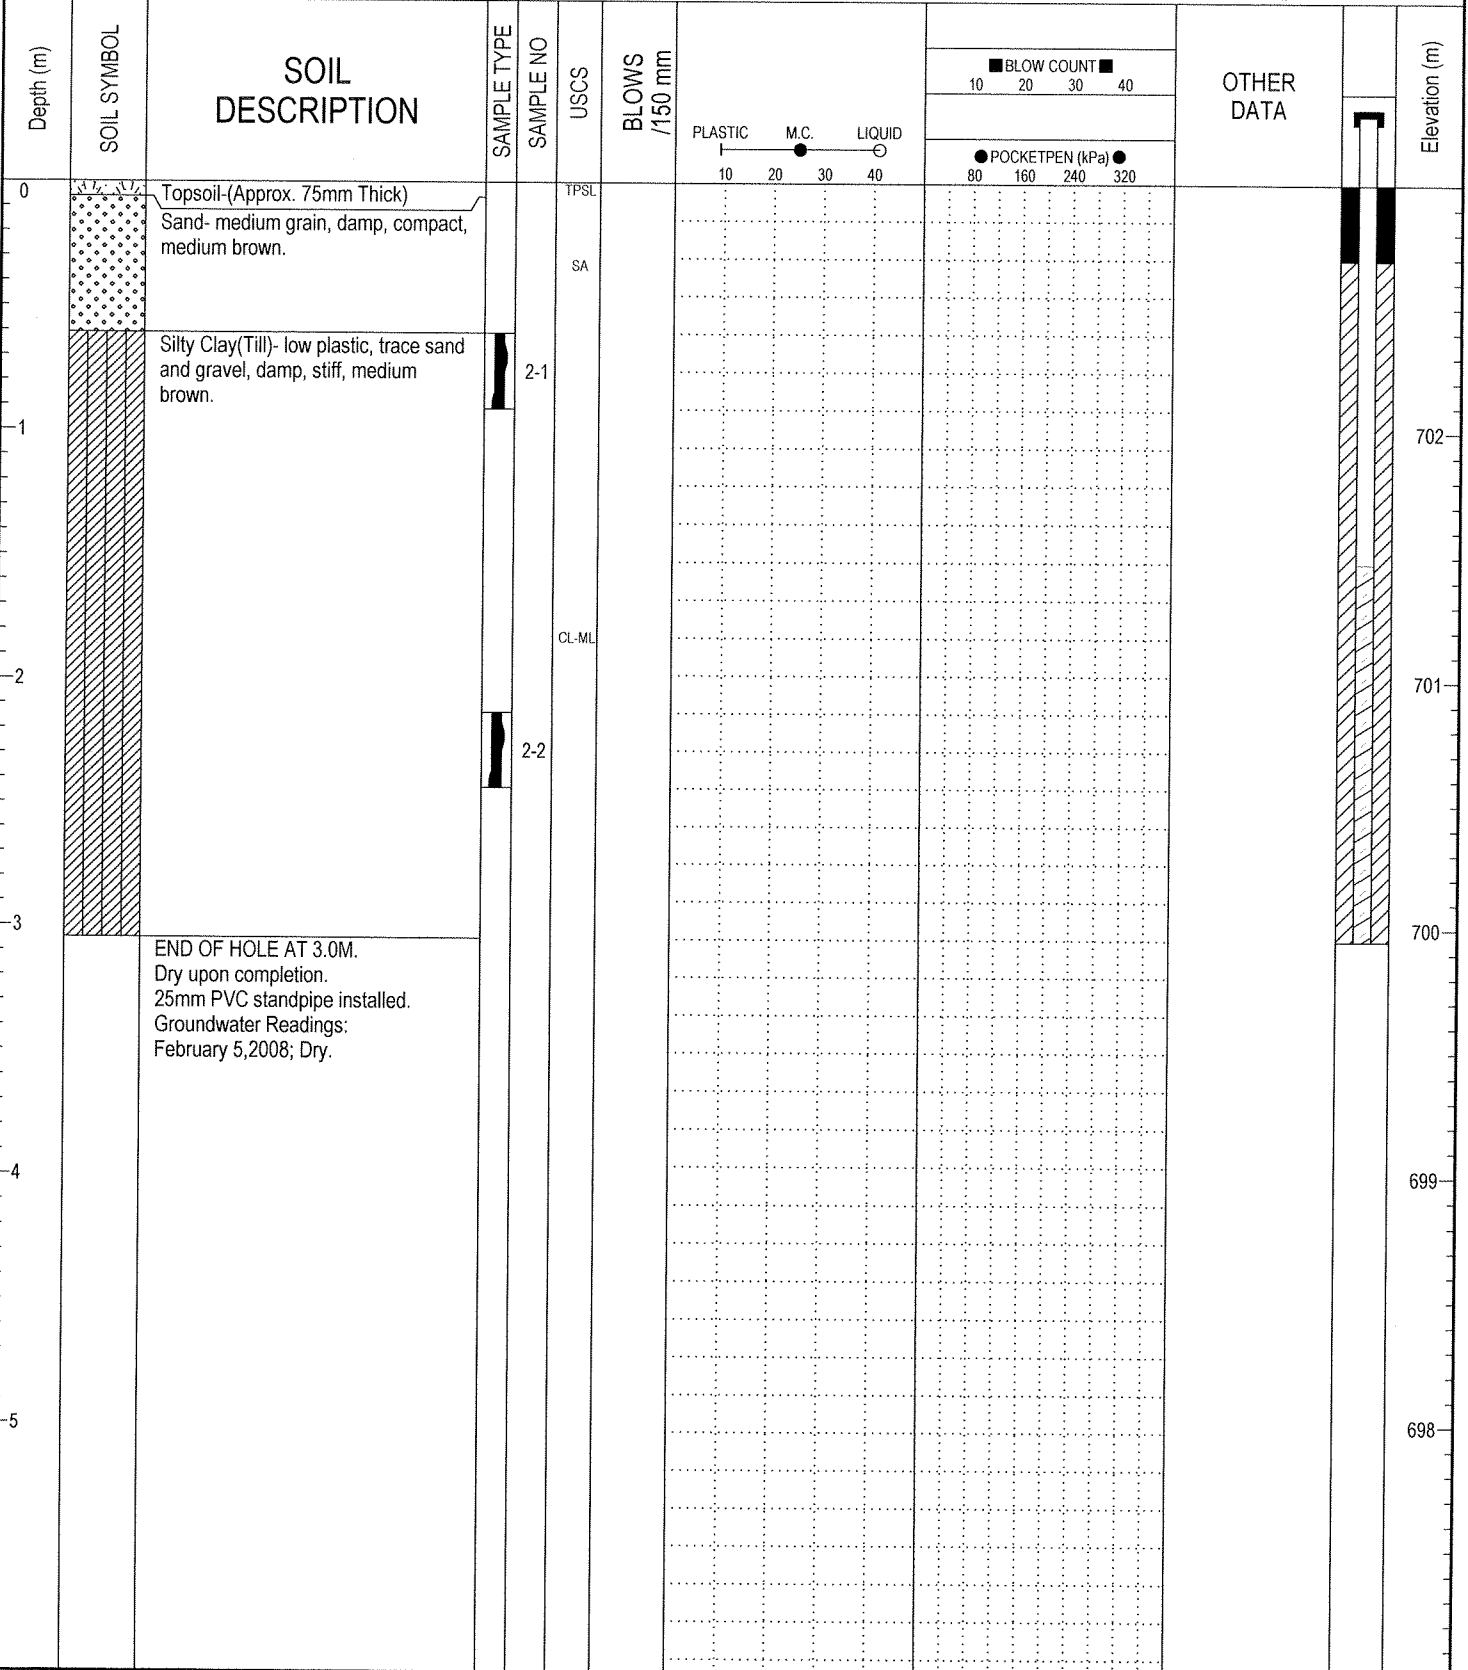 Depth (m)
SOIL SYMBOL
SOIL
DESCRIPTION
SAMPLE TYPE
SAMPLE NO
USCS
BLOWS
/150 mm
PLASTIC M.C. LIQUID
10 20 30 40
BLOW COUNT
10 20 30 40
POCKETPEN (kPa)
80 160 240 320
OTHER
DATA
Elevation (m)
0
Topsoil-(Approx. 75mm Thick)
TPSL
Sand- medium grain, damp, compact,
medium brown.
SA
Silty Clay(Till)- low plastic, trace sand
and gravel, damp, stiff, medium
brown.
2-1
1
702
CL-ML
2
701
2-2
3
700
END OF HOLE AT 3.0M.
Dry upon completion.
25mm PVC standpipe installed.
Groundwater Readings:
February 5,2008; Dry.
4
699
5
698